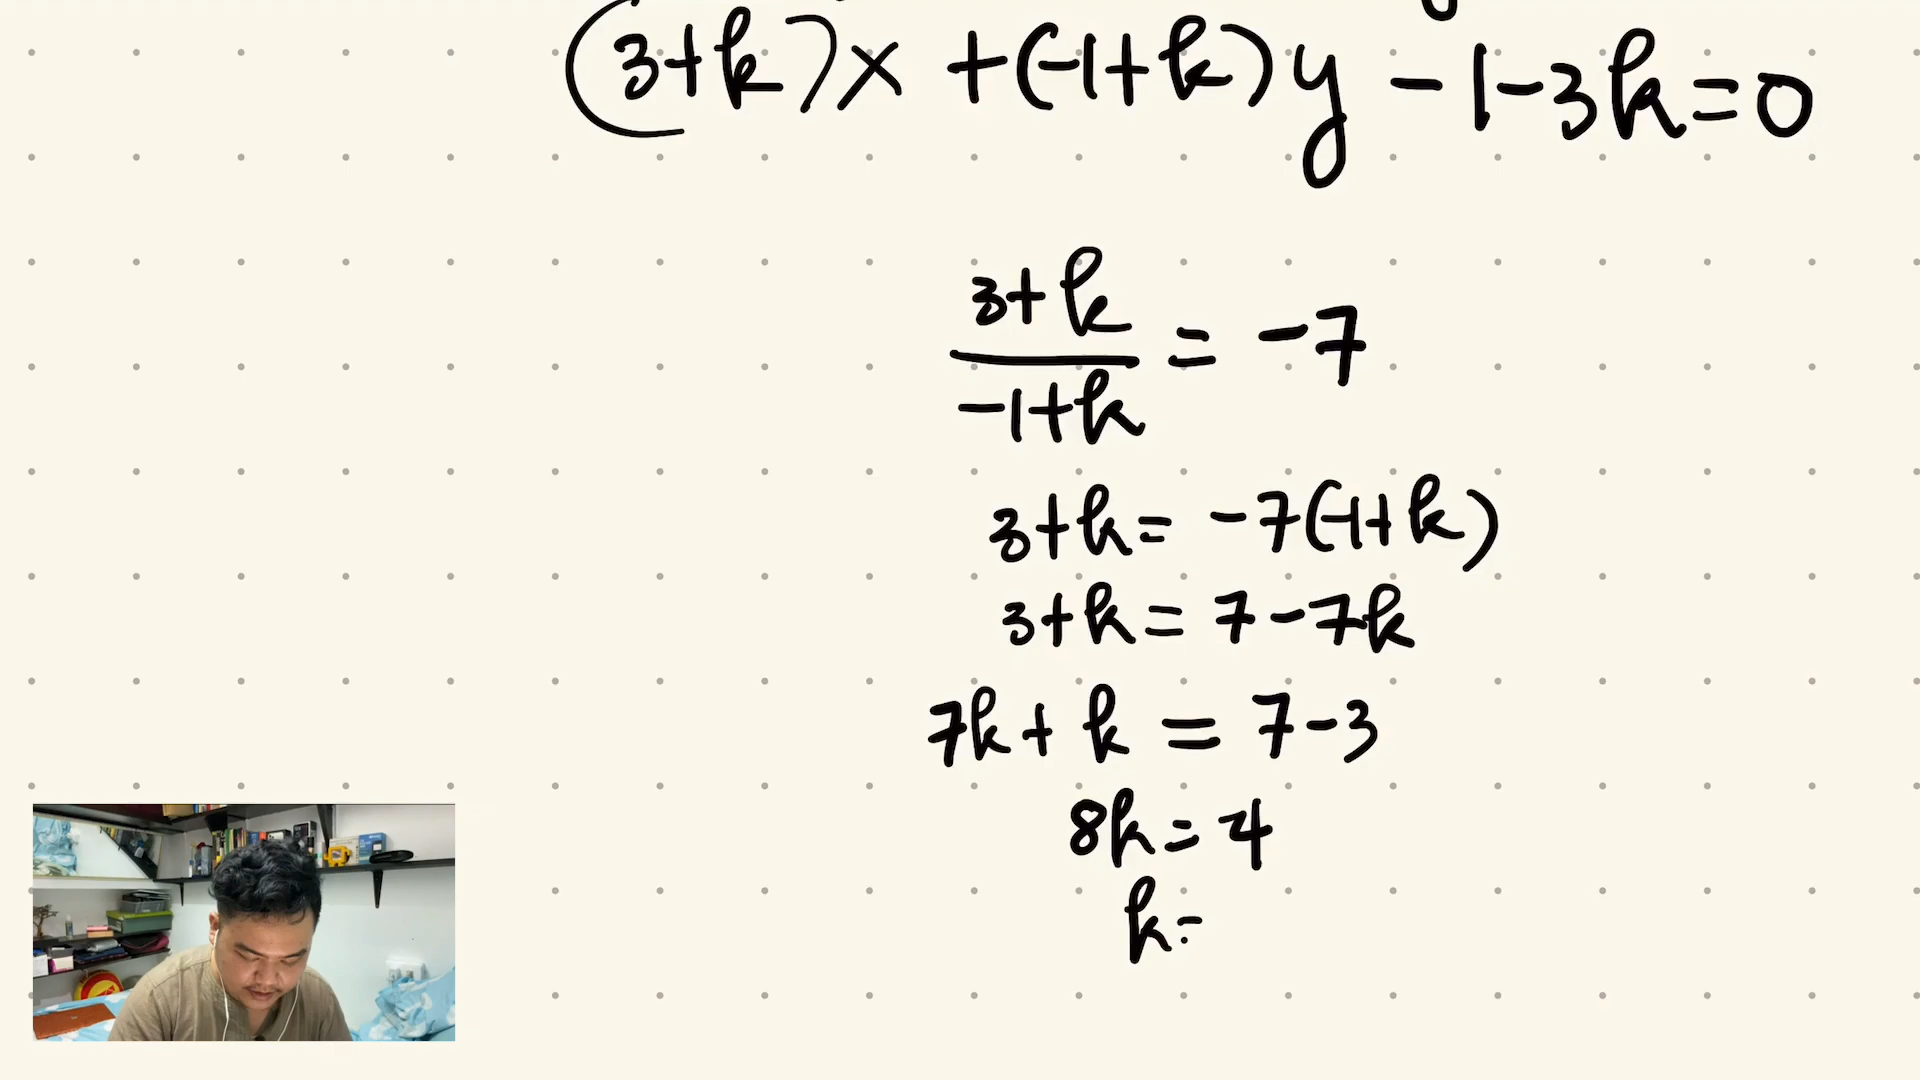 (3+k)x +(-1+k)y - 1-3k=0
3+k
-1+k
= -7
3+k= -7(-1+k)
3+k= 7-7k
7k+ k = 7-3
8k= 4
k=